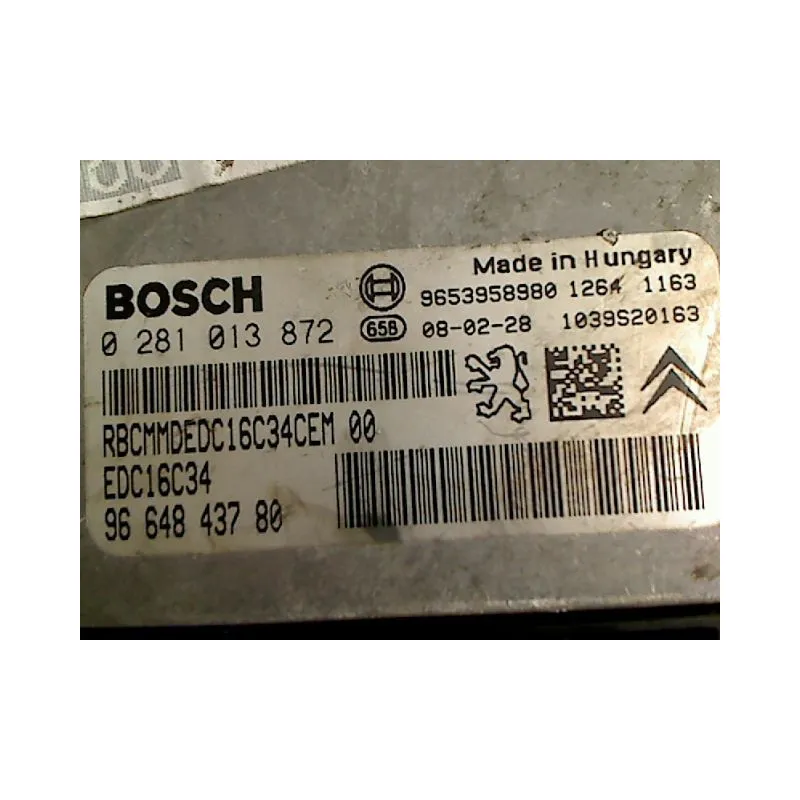 Made in Hungary
BOSCH
9653958980 1264 1163
0 281 013 872 65B 08-02-28 1039S20163
RBCMMDEDC16C34CEM 00
EDC16C34
96 648 437 80